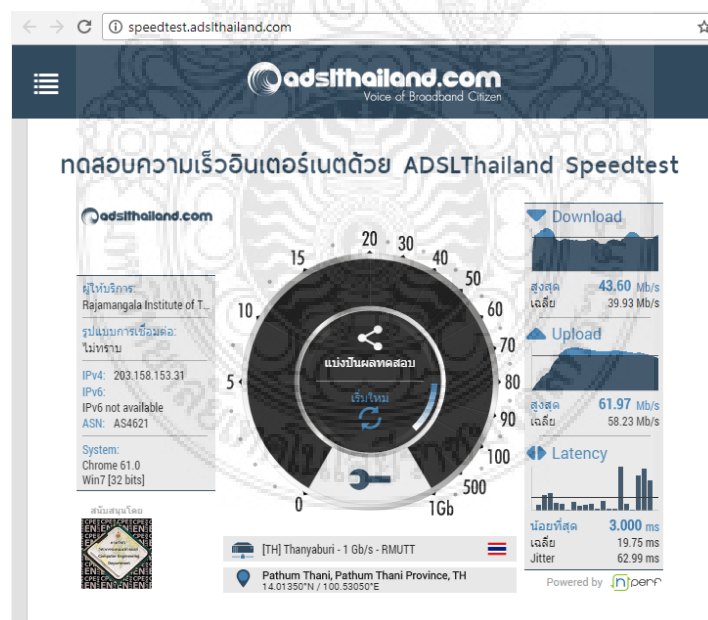 speedtest.adslthailand.com
adslthailand.com
Voice of Broadband Citizen
ทดสอบความเร็วอินเตอร์เนตด้วย ADSLThailand Speedtest
adslthailand.com
ผู้ให้บริการ:
Rajamangala Institute of T...
รูปแบบการเชื่อมต่อ:
ไม่ทราบ
IPv4: 203.158.153.31
IPv6:
IPv6 not available
ASN: AS4621
System:
Chrome 61.0
Win7 [32 bits]
สนับสนุนโดย
0
5
10
15
20
30
40
50
60
70
80
90
100
500
1Gb
แบ่งปันผลทดสอบ
เริ่มใหม่
[TH] Thanyaburi - 1 Gb/s - RMUTT
Pathum Thani, Pathum Thani Province, TH
14.01350°N / 100.53050°E
Download
สูงสุด 43.60 Mb/s
เฉลี่ย 39.93 Mb/s
Upload
สูงสุด 61.97 Mb/s
เฉลี่ย 58.23 Mb/s
Latency
น้อยที่สุด 3.000 ms
เฉลี่ย 19.75 ms
Jitter 62.99 ms
Powered by nperf